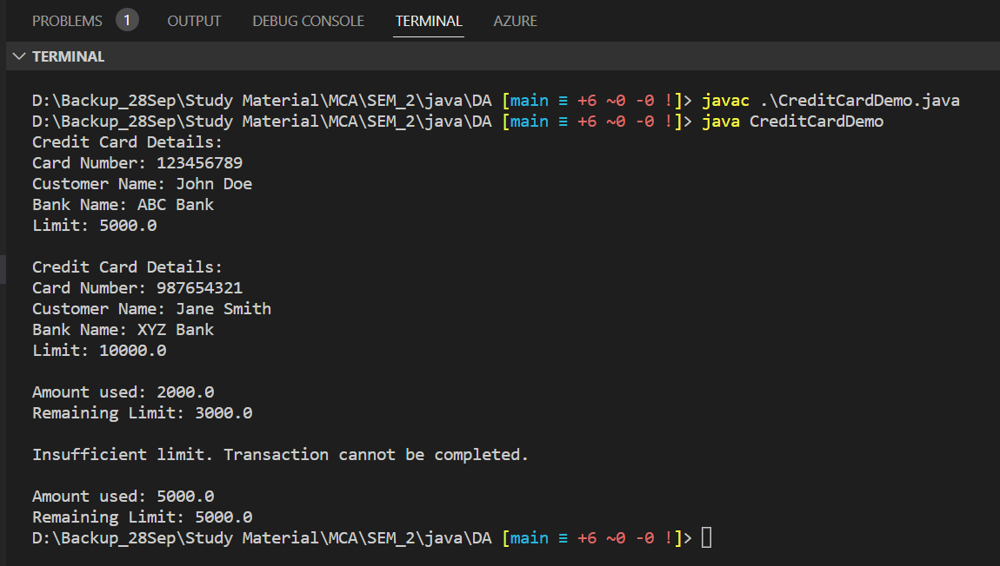 PROBLEMS 1 OUTPUT DEBUG CONSOLE TERMINAL AZURE
TERMINAL
D:\Backup_28Sep\Study Material\MCA\SEM_2\java\DA [main ≡ +6 ~0 -0 !]> javac .\CreditCardDemo.java
D:\Backup_28Sep\Study Material\MCA\SEM_2\java\DA [main ≡ +6 ~0 -0 !]> java CreditCardDemo
Credit Card Details:
Card Number: 123456789
Customer Name: John Doe
Bank Name: ABC Bank
Limit: 5000.0
Credit Card Details:
Card Number: 987654321
Customer Name: Jane Smith
Bank Name: XYZ Bank
Limit: 10000.0
Amount used: 2000.0
Remaining Limit: 3000.0
Insufficient limit. Transaction cannot be completed.
Amount used: 5000.0
Remaining Limit: 5000.0
D:\Backup_28Sep\Study Material\MCA\SEM_2\java\DA [main ≡ +6 ~0 -0 !]>